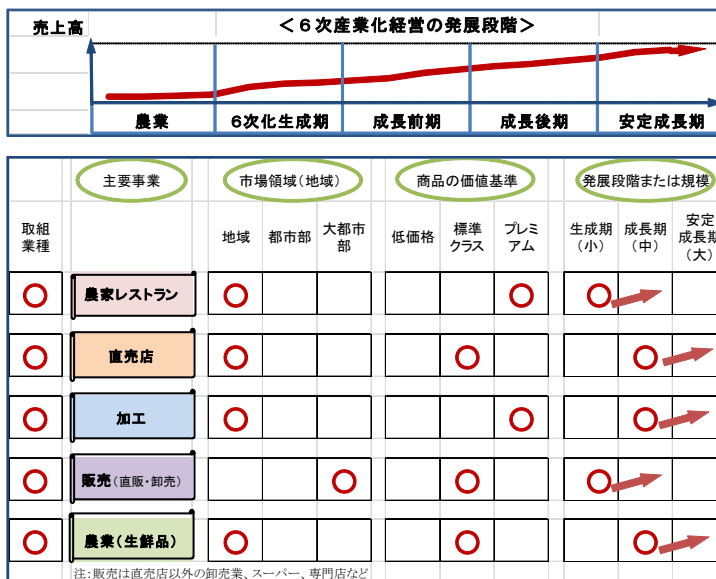 売上高
＜６次産業化経営の発展段階＞
農業
６次化生成期
成長前期
成長後期
安定成長期
主要事業
市場領域（地域）
商品の価値基準
発展段階または規模
取組
業種
地域
都市部
大都市
部
低価格
標準
クラス
プレミ
アム
生成期
（小）
成長期
（中）
安定
成長期
（大）
農家レストラン
直売店
加工
販売（直販・卸売）
農業（生鮮品）
注：販売は直売店以外の卸売業、スーパー、専門店など